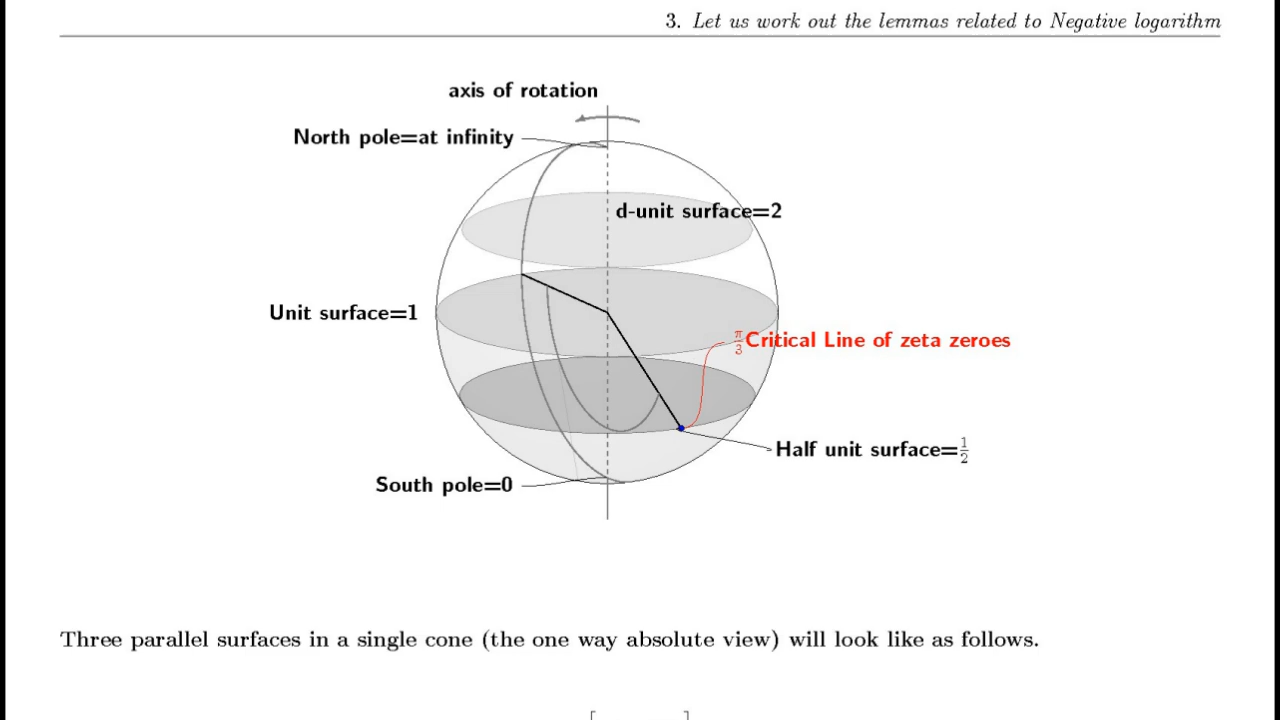 3. Let us work out the lemmas related to Negative logarithm
axis of rotation
North pole=at infinity
d-unit surface=2
Unit surface=1
π/3 Critical Line of zeta zeroes
Half unit surface=1/2
South pole=0
Three parallel surfaces in a single cone (the one way absolute view) will look like as follows.